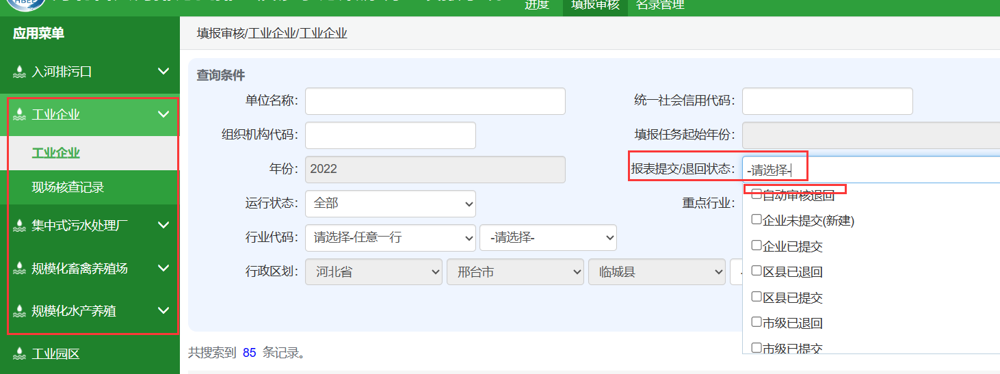 HBEE
进度 填报审核 名录管理
应用菜单
填报审核/工业企业/工业企业
入河排污口
工业企业
工业企业
现场核查记录
集中式污水处理厂
规模化畜禽养殖场
规模化水产养殖
工业园区
查询条件
单位名称：
统一社会信用代码：
组织机构代码：
填报任务起始年份：
年份： 2022
报表提交/退回状态： -请选择-
运行状态： 全部
重点行业：
行业代码： 请选择-任意一行 -请选择-
行政区划： 河北省 邢台市 临城县 -
自动审核退回
企业未提交(新建)
企业已提交
区县已退回
区县已提交
市级已退回
市级已提交
共搜索到 85 条记录。